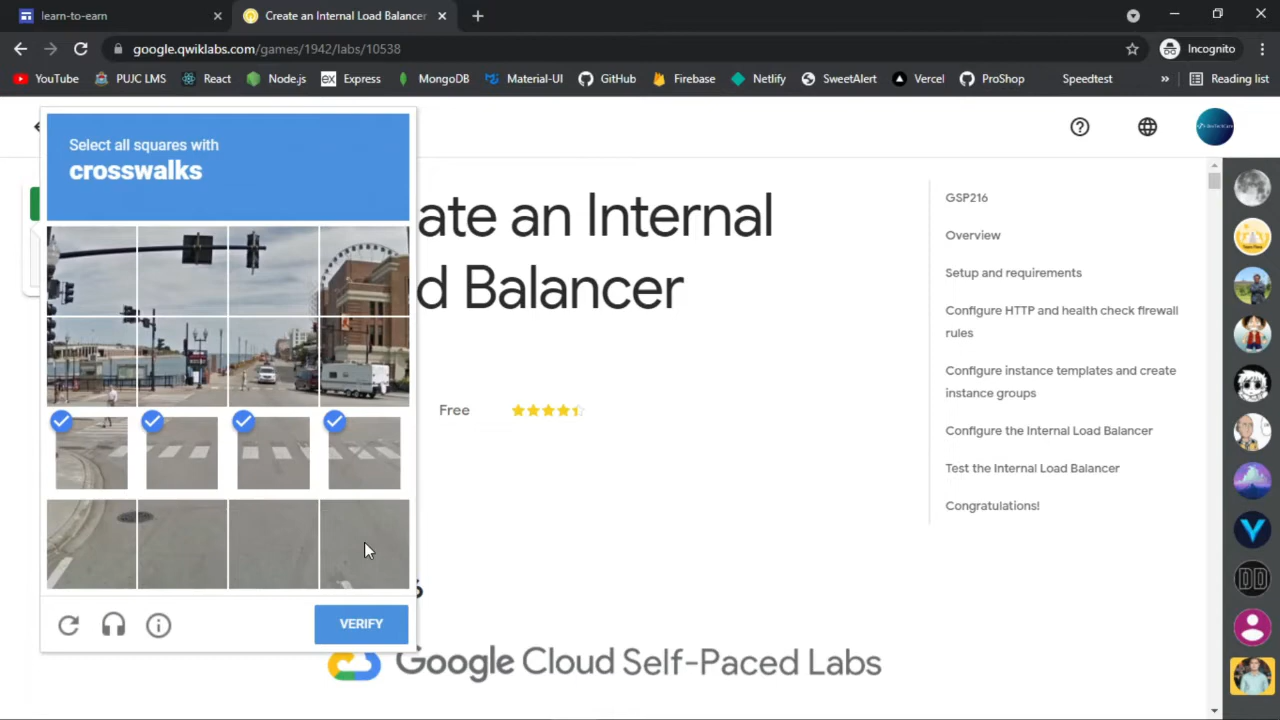 learn-to-earn
Create an Internal Load Balancer
google.qwiklabs.com/games/1942/labs/10538
Incognito
YouTube
PUJC LMS
React
Node.js
ex Express
MongoDB
Material-UI
GitHub
Firebase
Netlify
SweetAlert
Vercel
ProShop
Speedtest
»
Reading list
Select all squares with
crosswalks
ate an Internal
d Balancer
Free
VERIFY
GSP216
Overview
Setup and requirements
Configure HTTP and health check firewall
rules
Configure instance templates and create
instance groups
Configure the Internal Load Balancer
Test the Internal Load Balancer
Congratulations!
Google Cloud Self-Paced Labs